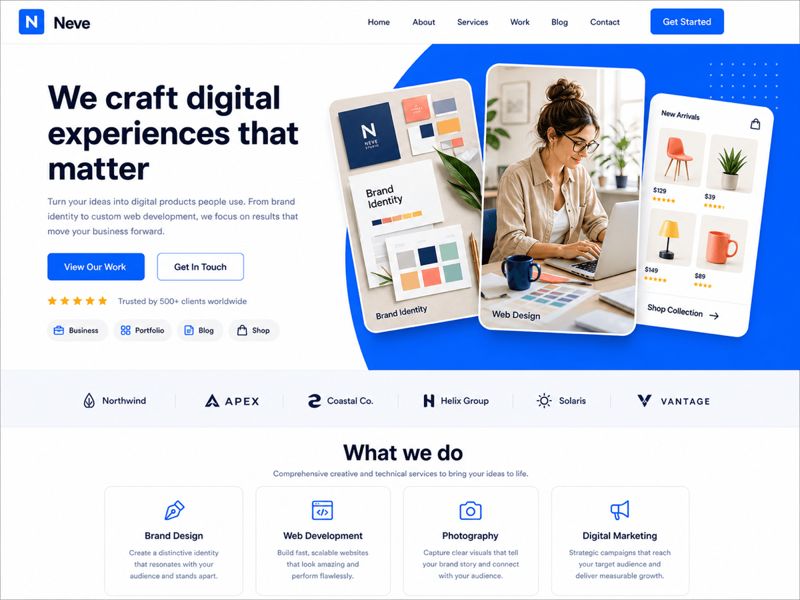 N Neve
Home About Services Work Blog Contact Get Started
We craft digital
experiences that
matter
Turn your ideas into digital products people use. From brand
identity to custom web development, we focus on results that
move your business forward.
View Our Work Get In Touch
Trusted by 500+ clients worldwide
Business Portfolio Blog Shop
N
NEVE
STUDIO
Brand
Identity
Brand Identity
Web Design
New Arrivals
$129 $39
$149 $89
Shop Collection →
Northwind APEX Coastal Co. Helix Group Solaris VANTAGE
What we do
Comprehensive creative and technical services to bring your ideas to life.
Brand Design
Create a distinctive identity
that resonates with your
audience and stands apart.
Web Development
Build fast, scalable websites
that look amazing and
perform flawlessly.
Photography
Capture clear visuals that tell
your brand story and connect
with your audience.
Digital Marketing
Strategic campaigns that reach
your target audience and
deliver measurable growth.